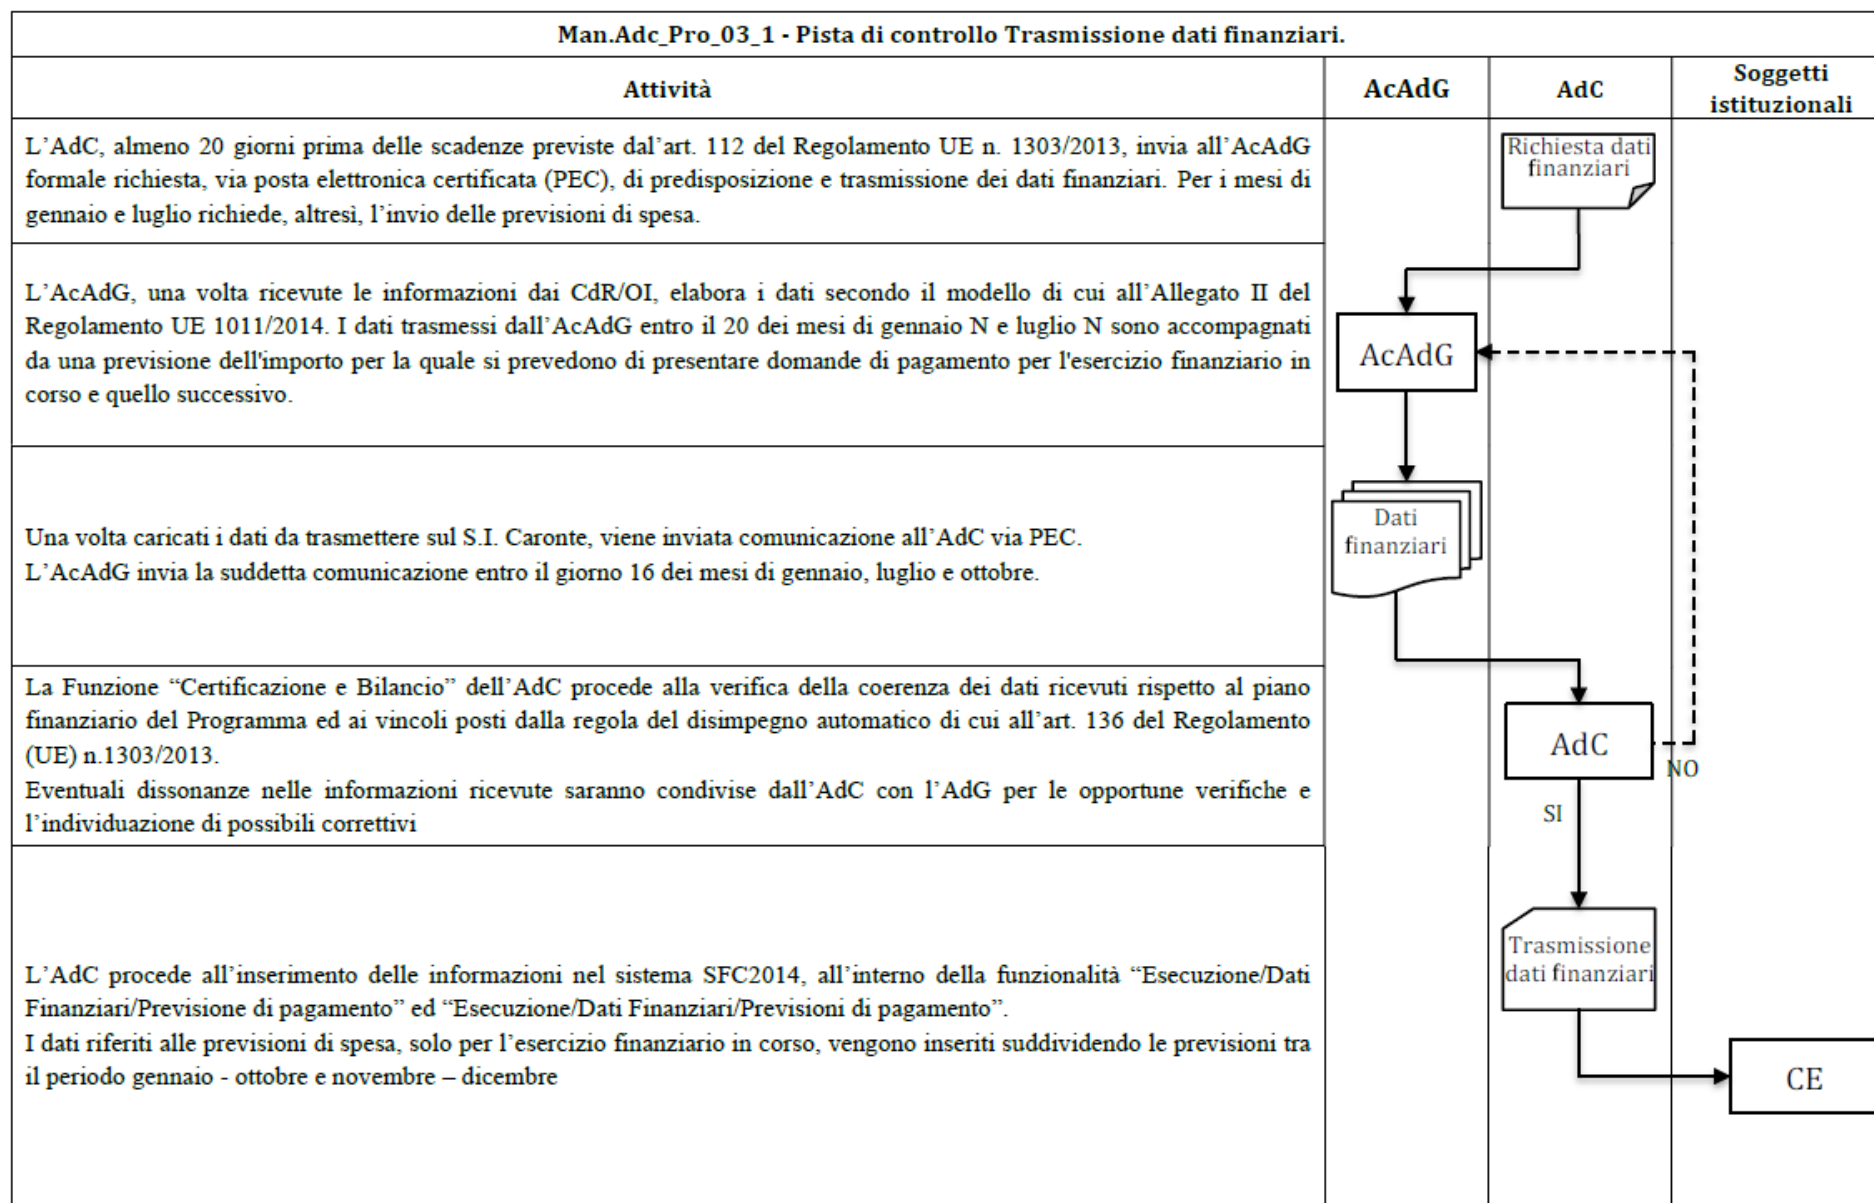 Man.Adc_Pro_03_1 - Pista di controllo Trasmissione dati finanziari.
Attività
AcAdG
AdC
Soggetti
istituzionali
L’AdC, almeno 20 giorni prima delle scadenze previste dal’art. 112 del Regolamento UE n. 1303/2013, invia all’AcAdG
formale richiesta, via posta elettronica certificata (PEC), di predisposizione e trasmissione dei dati finanziari. Per i mesi di
gennaio e luglio richiede, altresì, l’invio delle previsioni di spesa.
Richiesta dati
finanziari
L’AcAdG, una volta ricevute le informazioni dai CdR/OI, elabora i dati secondo il modello di cui all’Allegato II del
Regolamento UE 1011/2014. I dati trasmessi dall’AcAdG entro il 20 dei mesi di gennaio N e luglio N sono accompagnati
da una previsione dell'importo per la quale si prevedono di presentare domande di pagamento per l'esercizio finanziario in
corso e quello successivo.
AcAdG
Una volta caricati i dati da trasmettere sul S.I. Caronte, viene inviata comunicazione all’AdC via PEC.
L’AcAdG invia la suddetta comunicazione entro il giorno 16 dei mesi di gennaio, luglio e ottobre.
Dati
finanziari
La Funzione “Certificazione e Bilancio” dell’AdC procede alla verifica della coerenza dei dati ricevuti rispetto al piano
finanziario del Programma ed ai vincoli posti dalla regola del disimpegno automatico di cui all’art. 136 del Regolamento
(UE) n.1303/2013.
Eventuali dissonanze nelle informazioni ricevute saranno condivise dall’AdC con l’AdG per le opportune verifiche e
l’individuazione di possibili correttivi
AdC
NO
SI
L’AdC procede all’inserimento delle informazioni nel sistema SFC2014, all’interno della funzionalità “Esecuzione/Dati
Finanziari/Previsione di pagamento” ed “Esecuzione/Dati Finanziari/Previsioni di pagamento”.
I dati riferiti alle previsioni di spesa, solo per l’esercizio finanziario in corso, vengono inseriti suddividendo le previsioni tra
il periodo gennaio - ottobre e novembre – dicembre
Trasmissione
dati finanziari
CE